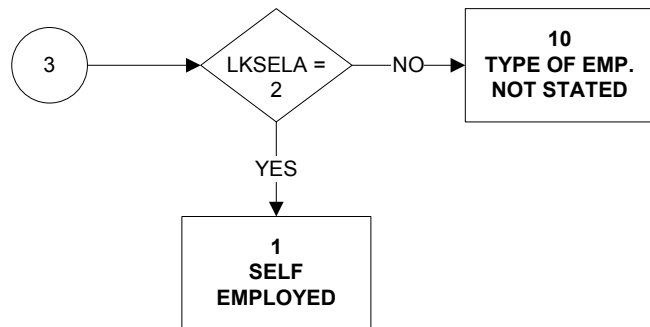 3
LKSELA =
2
NO
10
TYPE OF EMP.
NOT STATED
YES
1
SELF
EMPLOYED